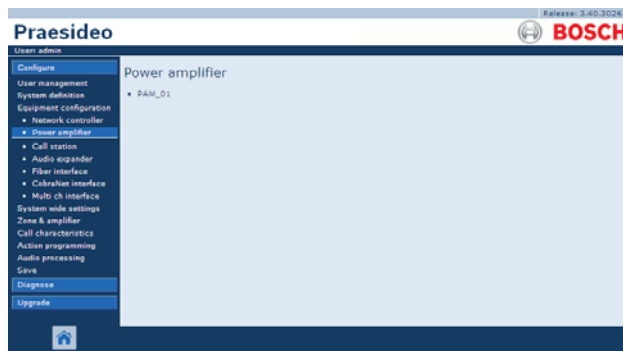 Release: 3.40.3026
Praesideo
BOSCH
User: admin
Configure
User management
System definition
Equipment configuration
• Network controller
• Power amplifier
• Call station
• Audio expander
• Fiber interface
• CobraNet interface
• Multi ch interface
System wide settings
Zone & amplifier
Call characteristics
Action programming
Audio processing
Save
Diagnose
Upgrade
Power amplifier
• PAM_01